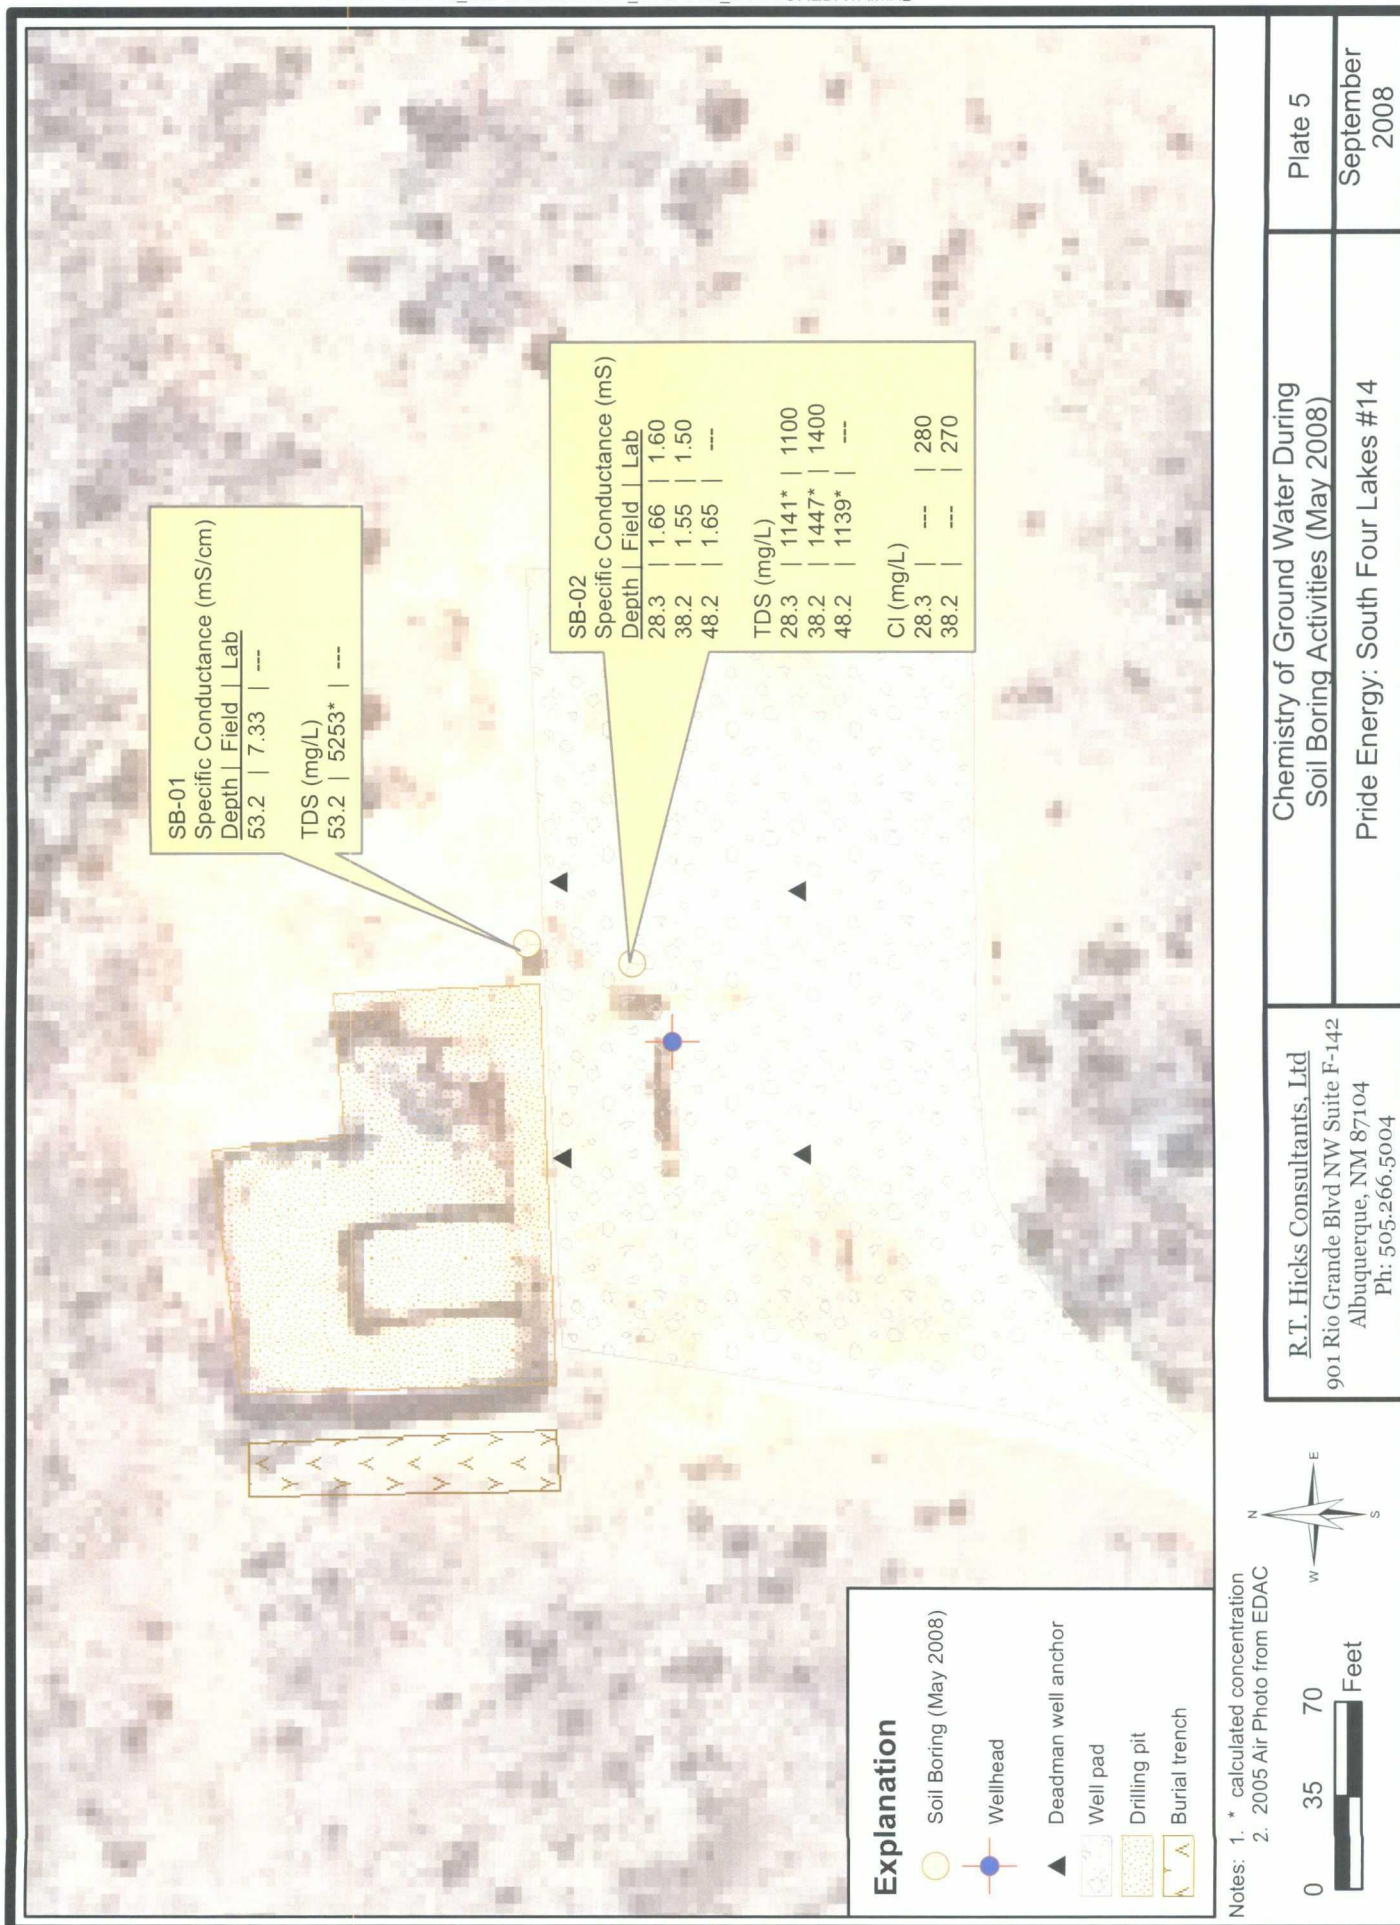 SB-01
Specific Conductance (mS/cm)
Depth | Field | Lab
53.2 | 7.33 | ---
TDS (mg/L)
53.2 | 5253* | ---
SB-02
Specific Conductance (mS)
Depth | Field | Lab
28.3 | 1.66 | 1.60
38.2 | 1.55 | 1.50
48.2 | 1.65 | ---
TDS (mg/L)
28.3 | 1141* | 1100
38.2 | 1447* | 1400
48.2 | 1139* | ---
Cl (mg/L)
28.3 | --- | 280
38.2 | --- | 270
Explanation
Soil Boring (May 2008)
Wellhead
Deadman well anchor
Well pad
Drilling pit
Burial trench
Notes: 1. * calculated concentration
2. 2005 Air Photo from EDAC
0 35 70
Feet
N
W E
S
R.T. Hicks Consultants, Ltd
901 Rio Grande Blvd NW Suite F-142
Albuquerque, NM 87104
Ph: 505.266.5004
Chemistry of Ground Water During
Soil Boring Activities (May 2008)
Pride Energy: South Four Lakes #14
Plate 5
September
2008